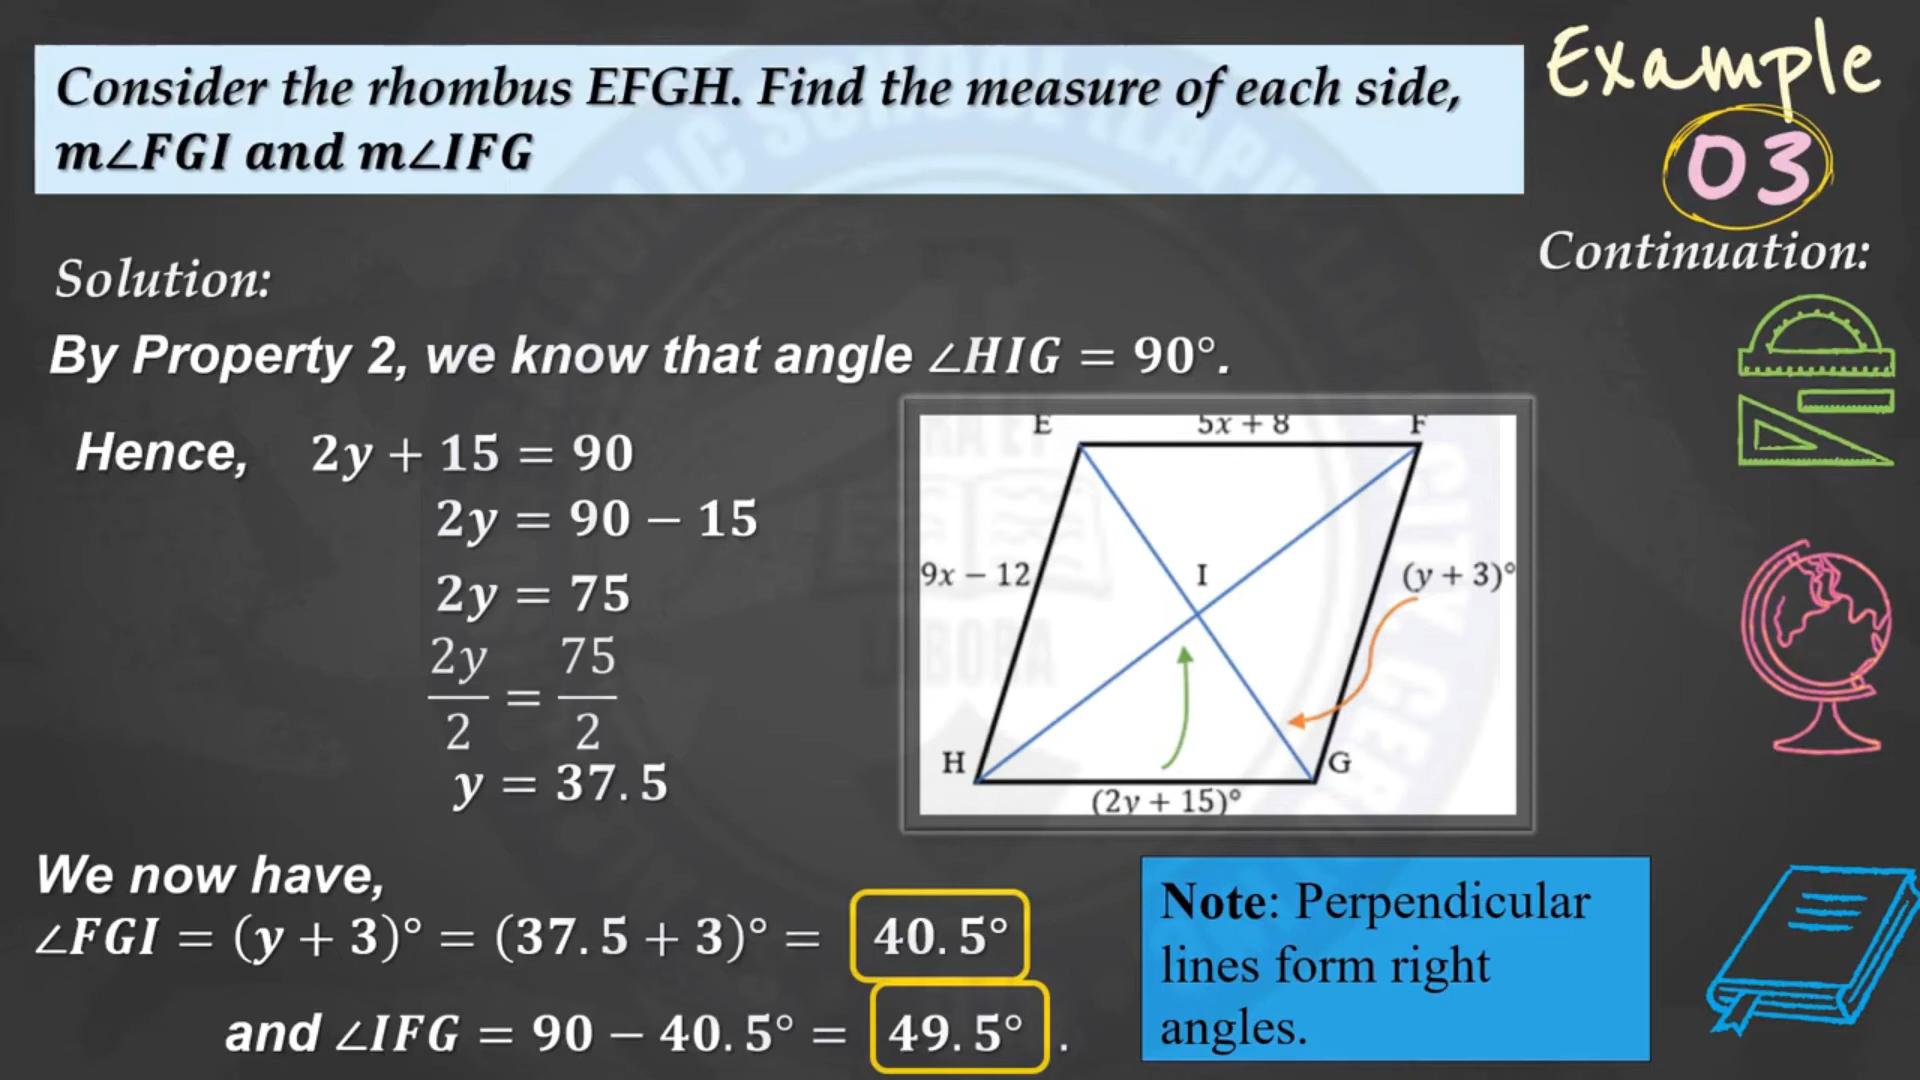 Consider the rhombus EFGH. Find the measure of each side,
m∠FGI and m∠IFG
Example
03
Continuation:
Solution:
By Property 2, we know that angle ∠HIG = 90°.
Hence, 2y + 15 = 90
2y = 90 − 15
2y = 75
2y/2 = 75/2
y = 37.5
E 5x + 8 F
9x − 12 I (y + 3)°
H G
(2y + 15)°
We now have,
∠FGI = (y + 3)° = (37.5 + 3)° = 40.5°
and ∠IFG = 90 − 40.5° = 49.5° .
Note: Perpendicular
lines form right
angles.